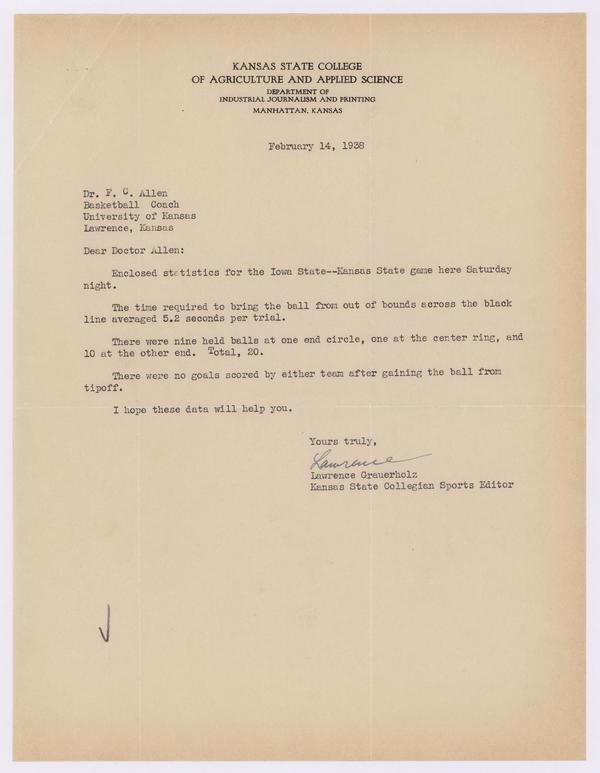 KANSAS STATE COLLEGE
OF AGRICULTURE AND APPLIED SCIENCE
DEPARTMENT OF
INDUSTRIAL JOURNALISM AND PRINTING
MANHATTAN, KANSAS
February 14, 1938
Dr. F. C. Allen
Basketball Coach
University of Kansas
Lawrence, Kansas
Dear Doctor Allen:
Enclosed statistics for the Iowa State--Kansas State game here Saturday
night.
The time required to bring the ball from out of bounds across the black
line averaged 5.2 seconds per trial.
There were nine held balls at one end circle, one at the center ring, and
10 at the other end. Total, 20.
There were no goals scored by either team after gaining the ball from
tipoff.
I hope these data will help you.
Yours truly,
Lawrence
Lawrence Grauerholz
Kansas State Collegian Sports Editor